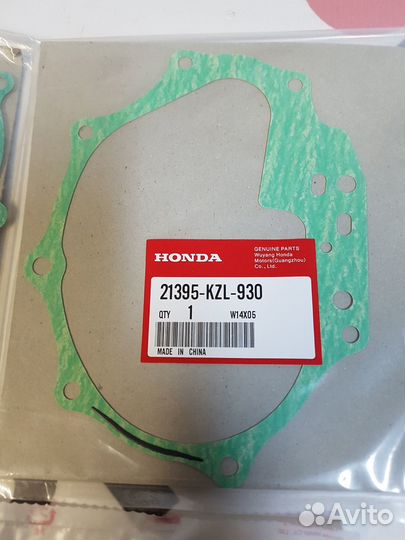 HONDA
GENUINE PARTS
Wuyang Honda
Motors(Guangzhou)
Co., Ltd.
21395-KZL-930
QTY 1 W14X05
MADE IN CHINA
Avito